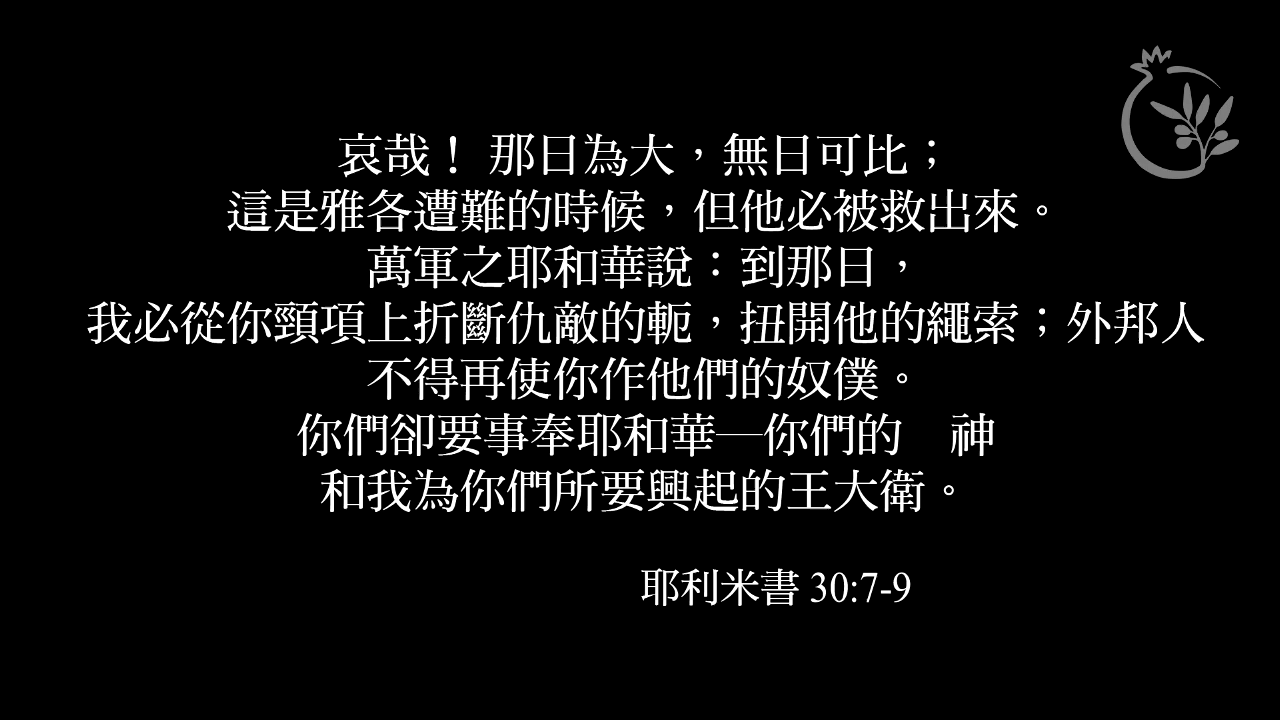 哀哉！ 那日為大，無日可比；
這是雅各遭難的時候，但他必被救出來。
萬軍之耶和華說：到那日，
我必從你頸項上折斷仇敵的軛，扭開他的繩索；外邦人
不得再使你作他們的奴僕。
你們卻要事奉耶和華─你們的　神
和我為你們所要興起的王大衛。
耶利米書 30:7-9